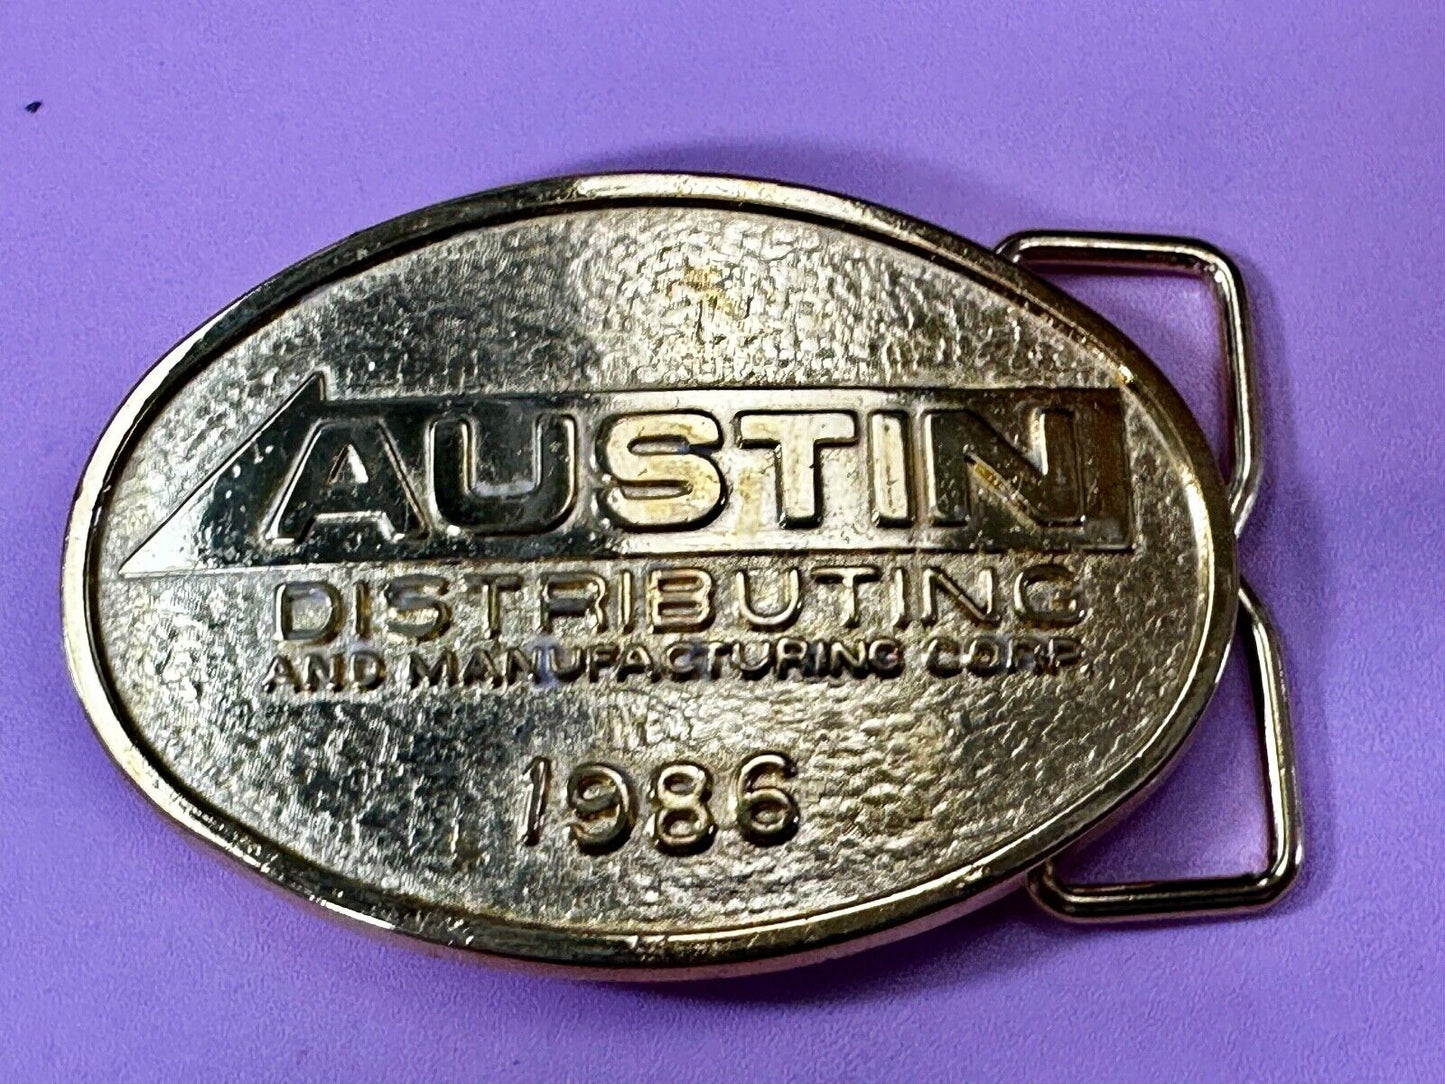 AUSTIN
DISTRIBUTING
AND MANUFACTURING CORP.
1986